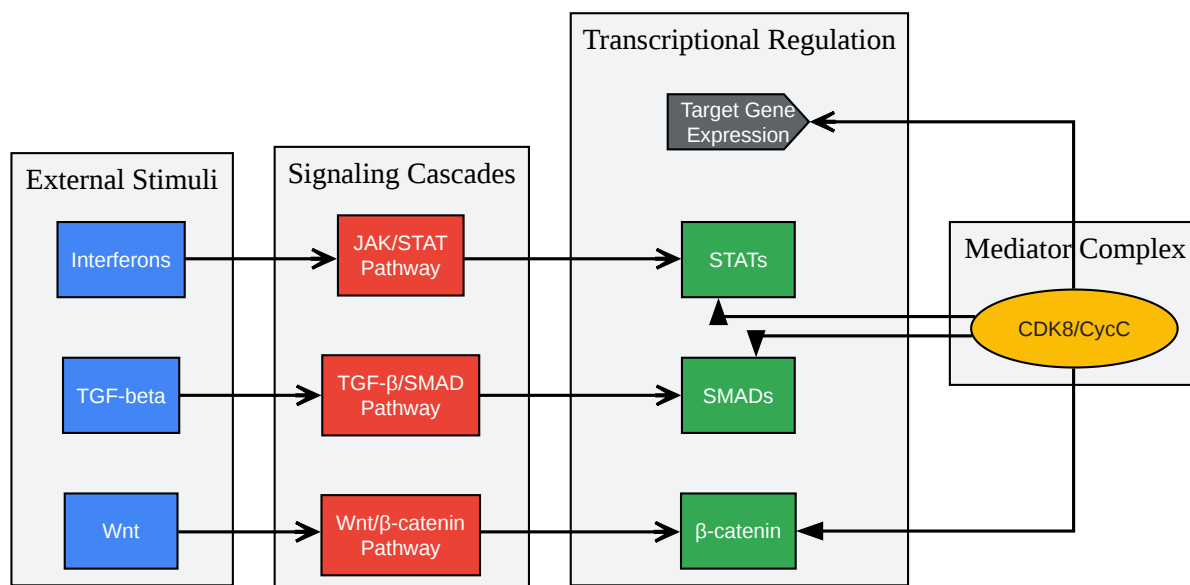 External Stimuli
Interferons
TGF-beta
Wnt
Signaling Cascades
JAK/STAT
Pathway
TGF-β/SMAD
Pathway
Wnt/β-catenin
Pathway
Transcriptional Regulation
Target Gene
Expression
STATs
SMADs
β-catenin
Mediator Complex
CDK8/CycC